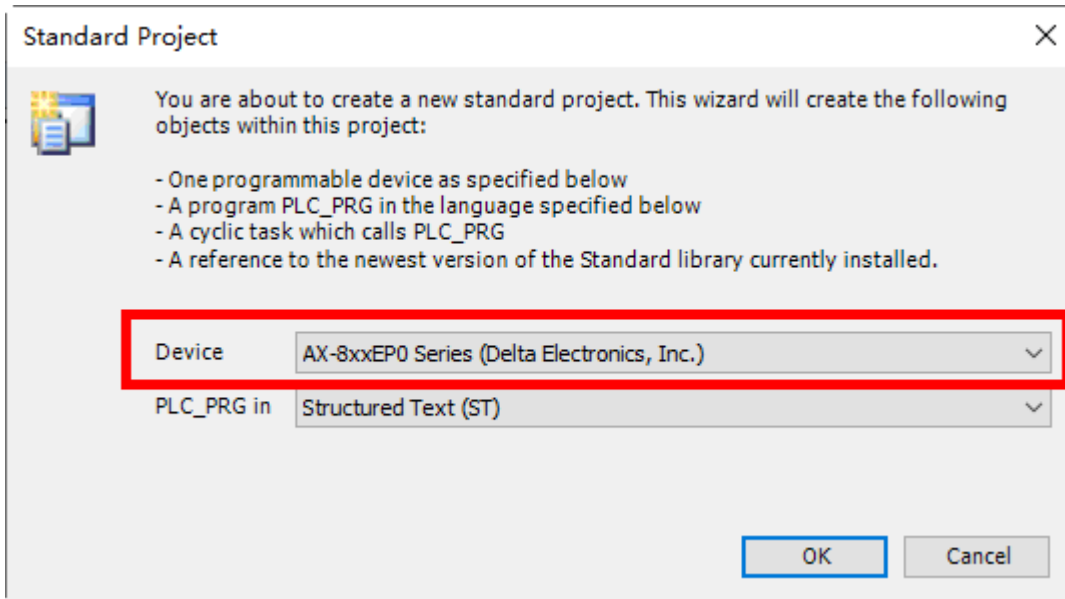 Standard Project
You are about to create a new standard project. This wizard will create the following
objects within this project:
- One programmable device as specified below
- A program PLC_PRG in the language specified below
- A cyclic task which calls PLC_PRG
- A reference to the newest version of the Standard library currently installed.
Device AX-8xxEP0 Series (Delta Electronics, Inc.)
PLC_PRG in Structured Text (ST)
OK Cancel